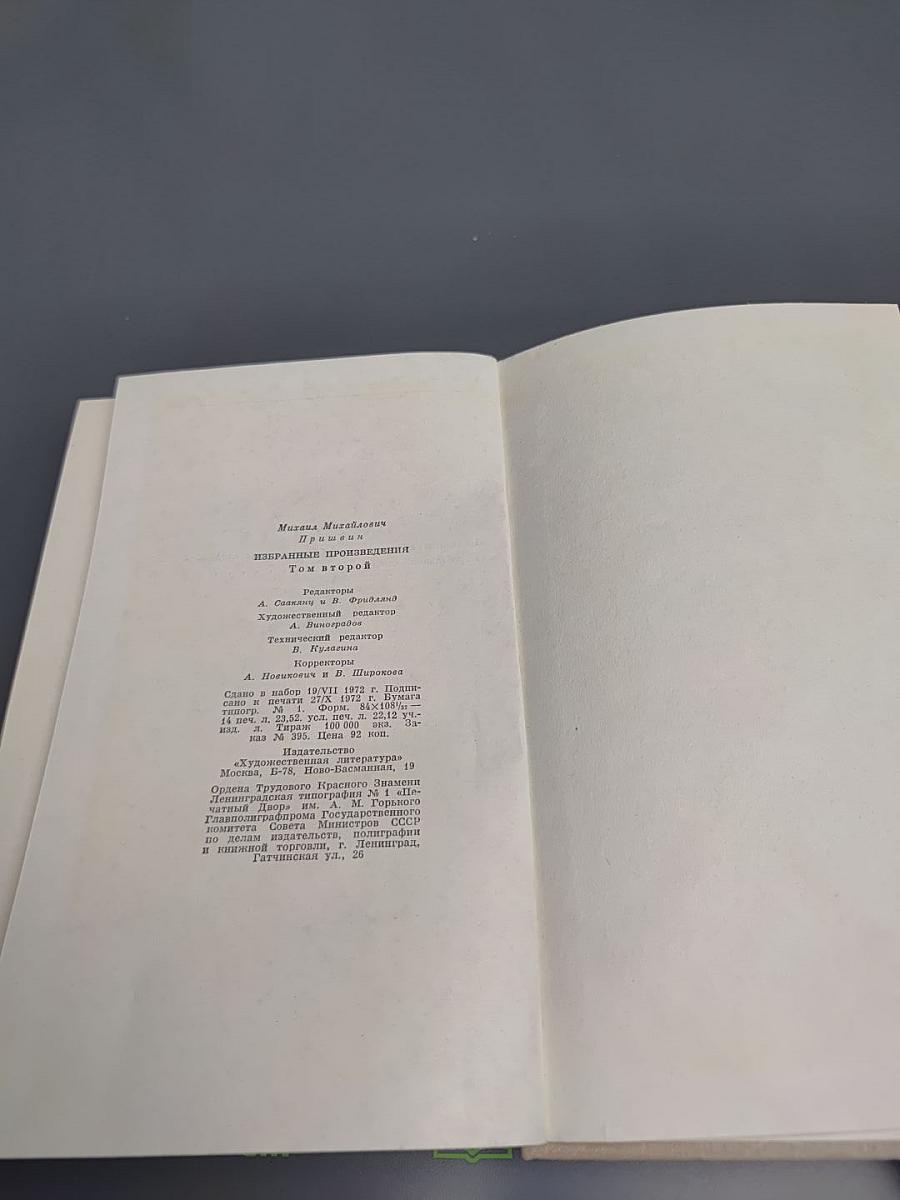 Михаил Михайлович
Пришвин
ИЗБРАННЫЕ ПРОИЗВЕДЕНИЯ
Том второй
Редакторы
А. Саакянц и В. Фридлянд
Художественный редактор
А. Виноградов
Технический редактор
В. Кулагина
Корректоры
А. Новикович и В. Широкова
Сдано в набор 19/VII 1972 г. Подпи-
сано к печати 27/X 1972 г. Бумага
типогр. № 1. Форм. 84×108¹/₃₂ —
14 печ. л. 23,52. усл. печ. л. 22,12 уч.-
изд. л. Тираж 100 000 экз. За-
каз № 395. Цена 92 коп.
Издательство
«Художественная литература»
Москва, Б-78, Ново-Басманная, 19
Ордена Трудового Красного Знамени
Ленинградская типография № 1 «Пе-
чатный Двор» им. А. М. Горького
Главполиграфпрома Государственного
комитета Совета Министров СССР
по делам издательств, полиграфии
и книжной торговли, г. Ленинград,
Гатчинская ул., 26